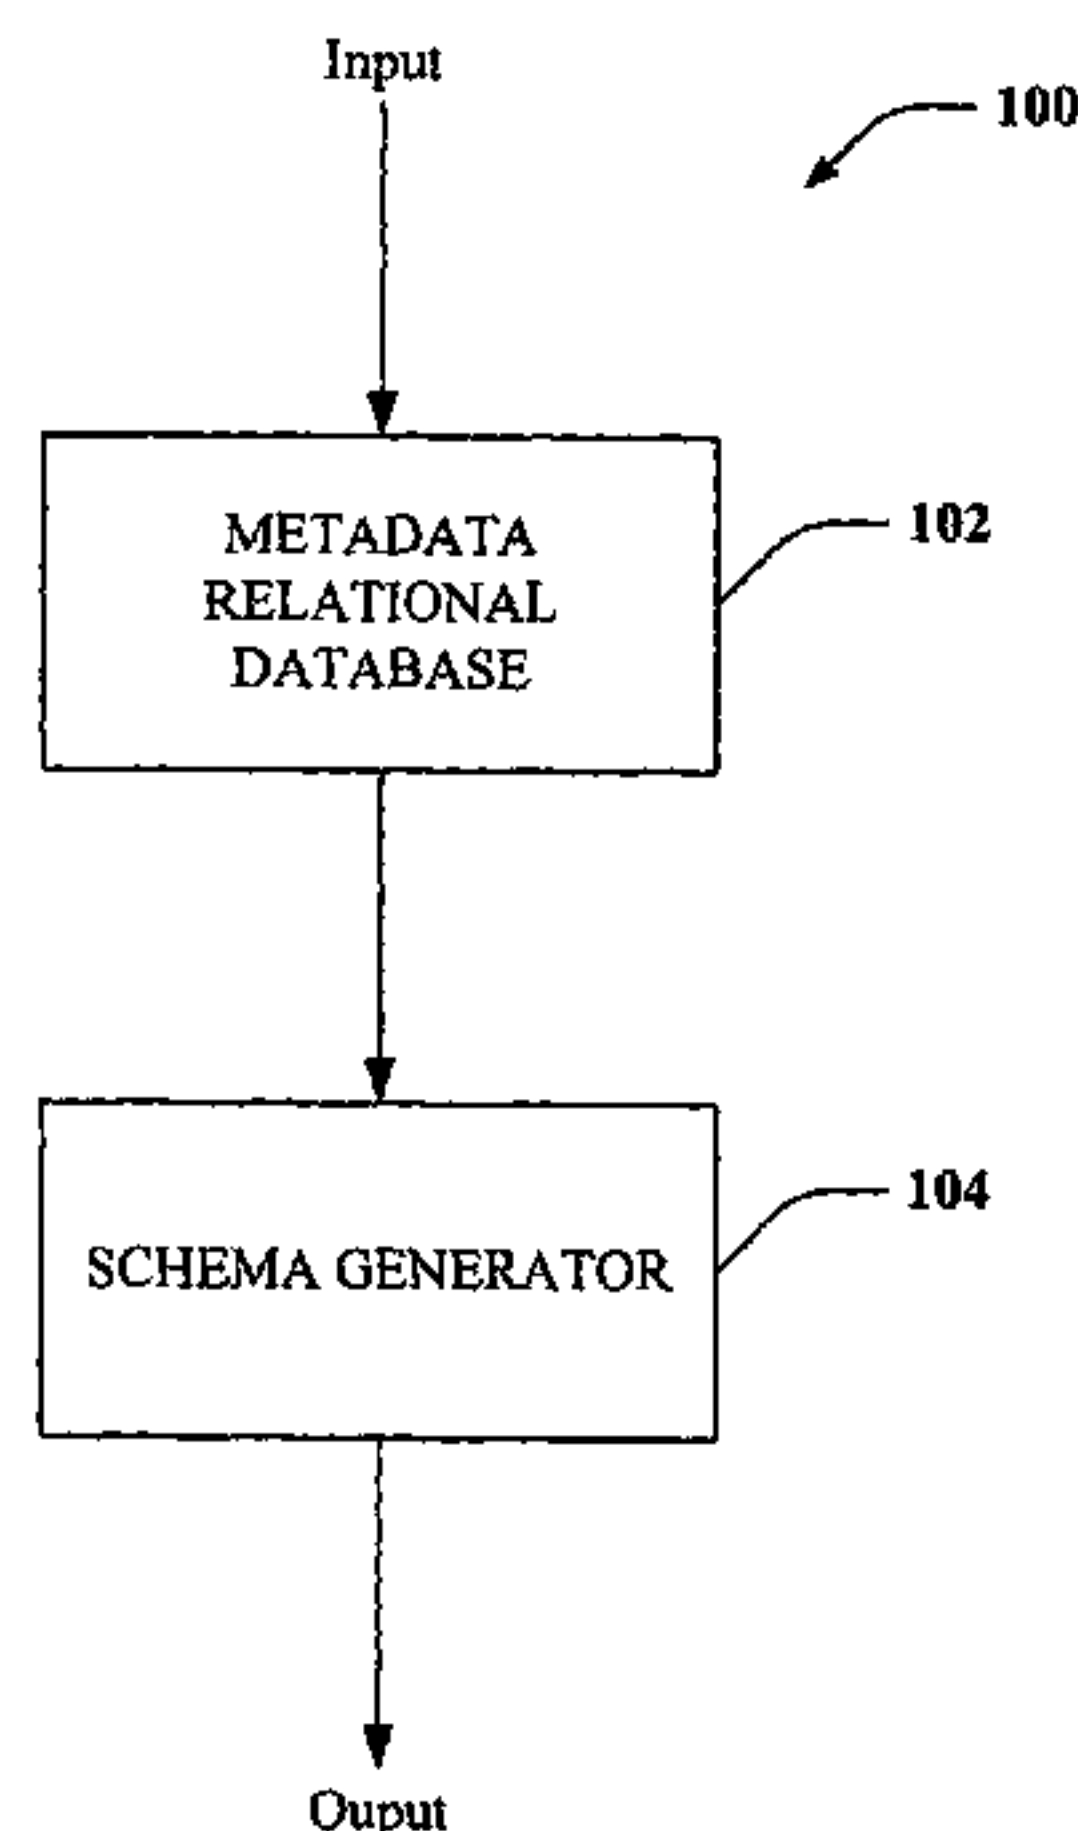 Input
100
METADATA
RELATIONAL
DATABASE
102
SCHEMA GENERATOR
104
Ouput